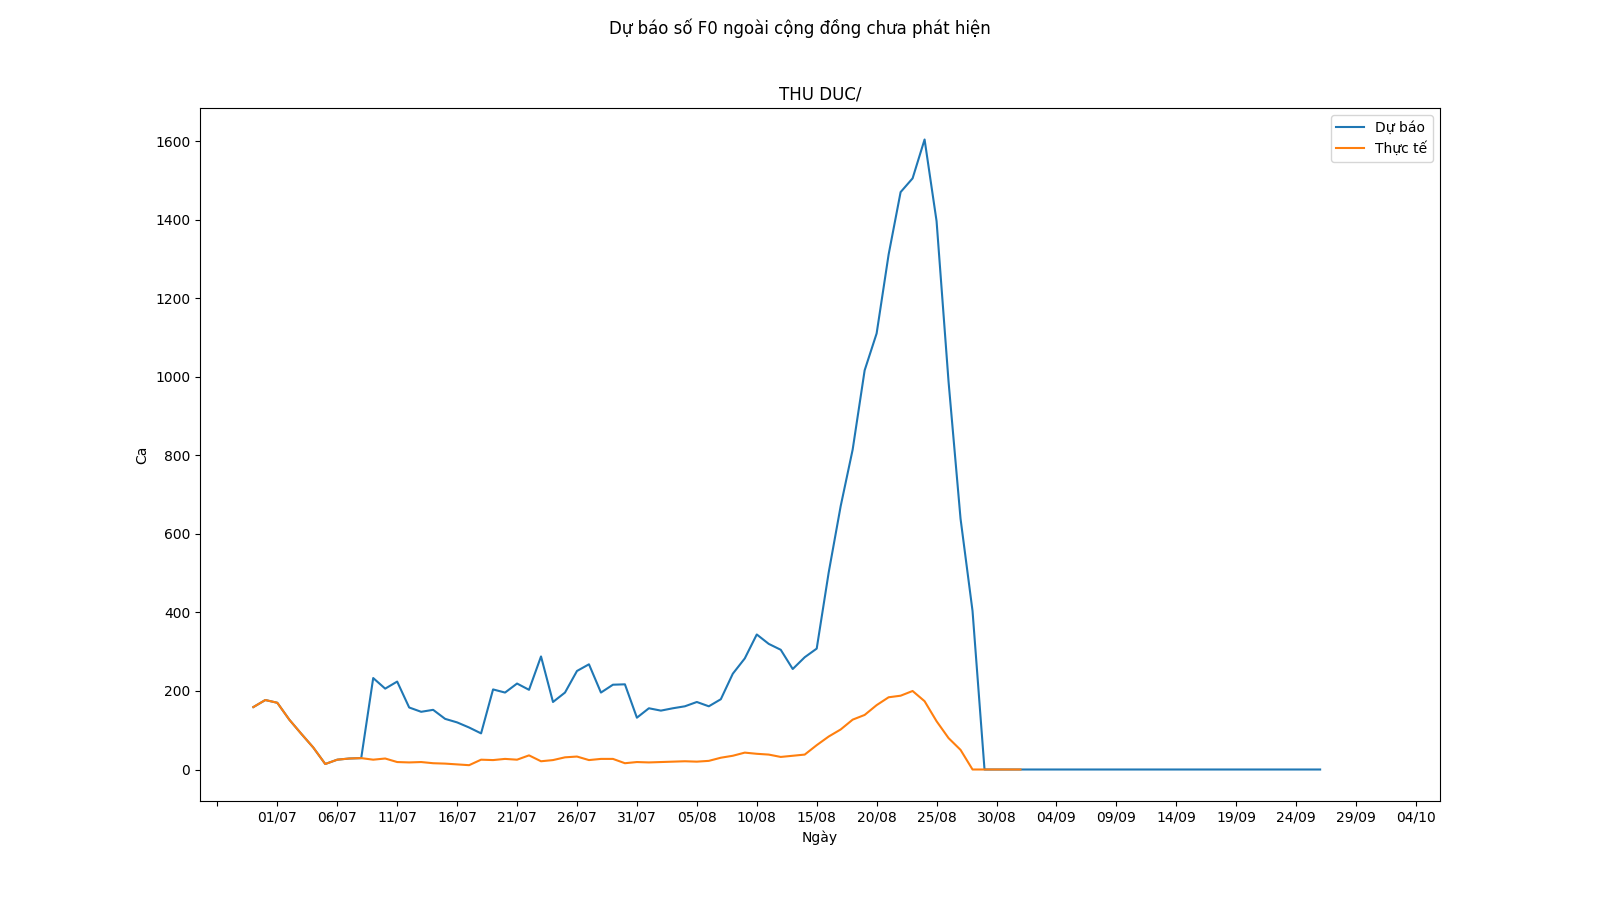 Dự báo số F0 ngoài cộng đồng chưa phát hiện
THU DUC/
Dự báo
Thực tế
1600
1400
1200
1000
800
600
400
200
0
Ca
01/07 06/07 11/07 16/07 21/07 26/07 31/07 05/08 10/08 15/08 20/08 25/08 30/08 04/09 09/09 14/09 19/09 24/09 29/09 04/10
Ngày